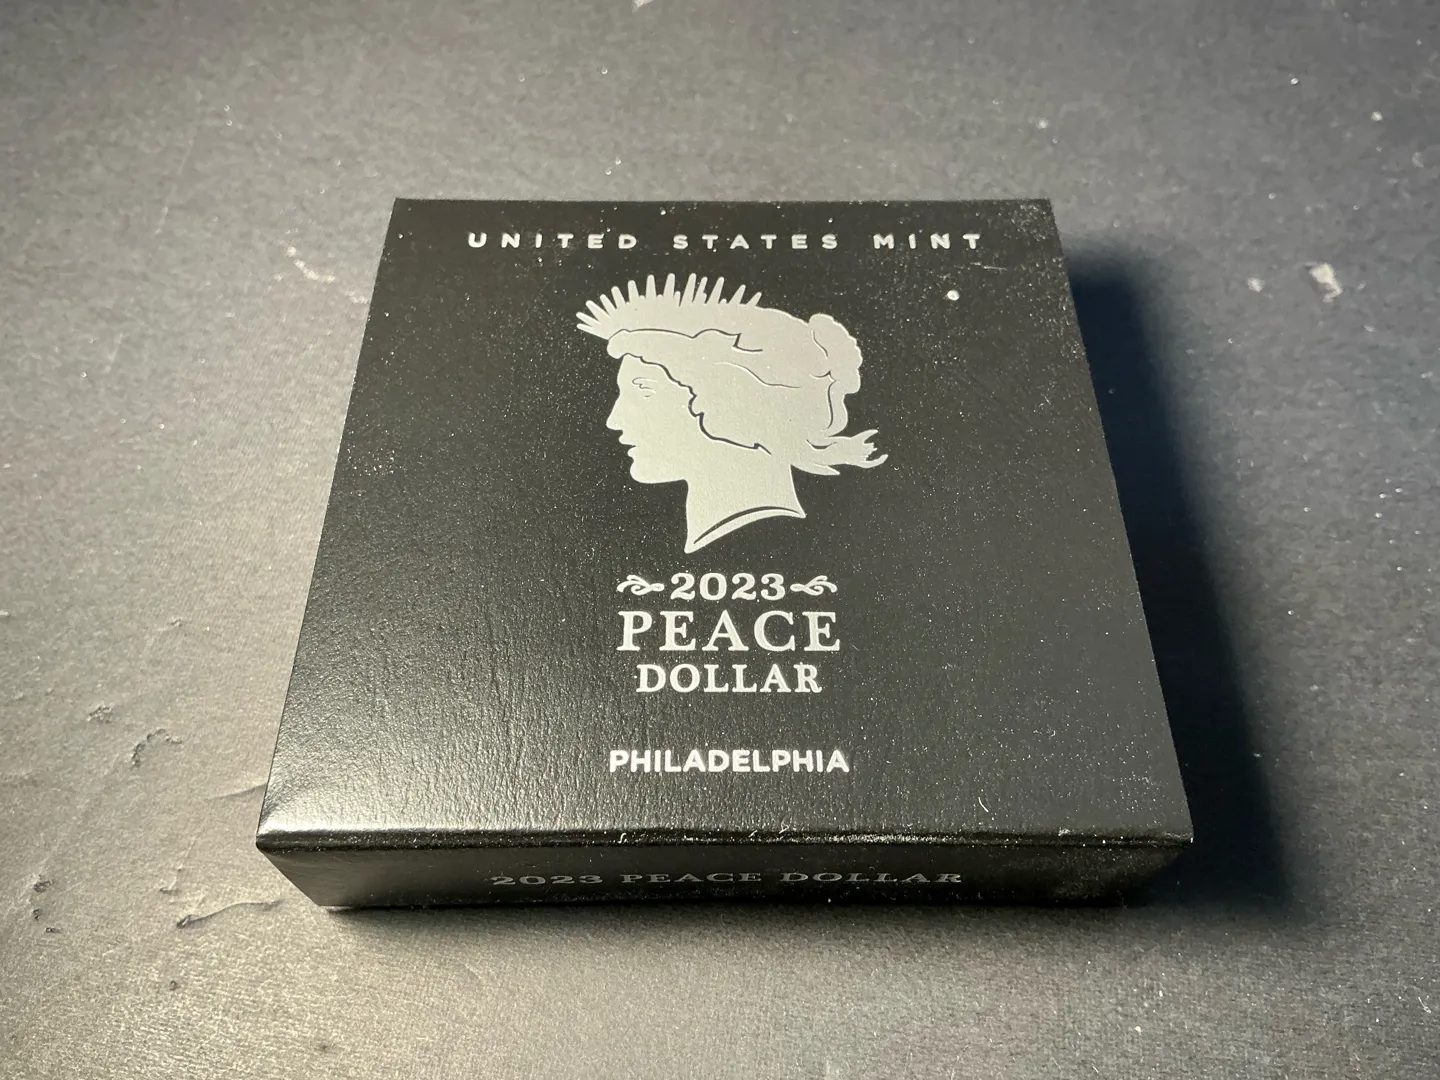 UNITED STATES MINT
2023
PEACE
DOLLAR
PHILADELPHIA
2023 PEACE DOLLAR